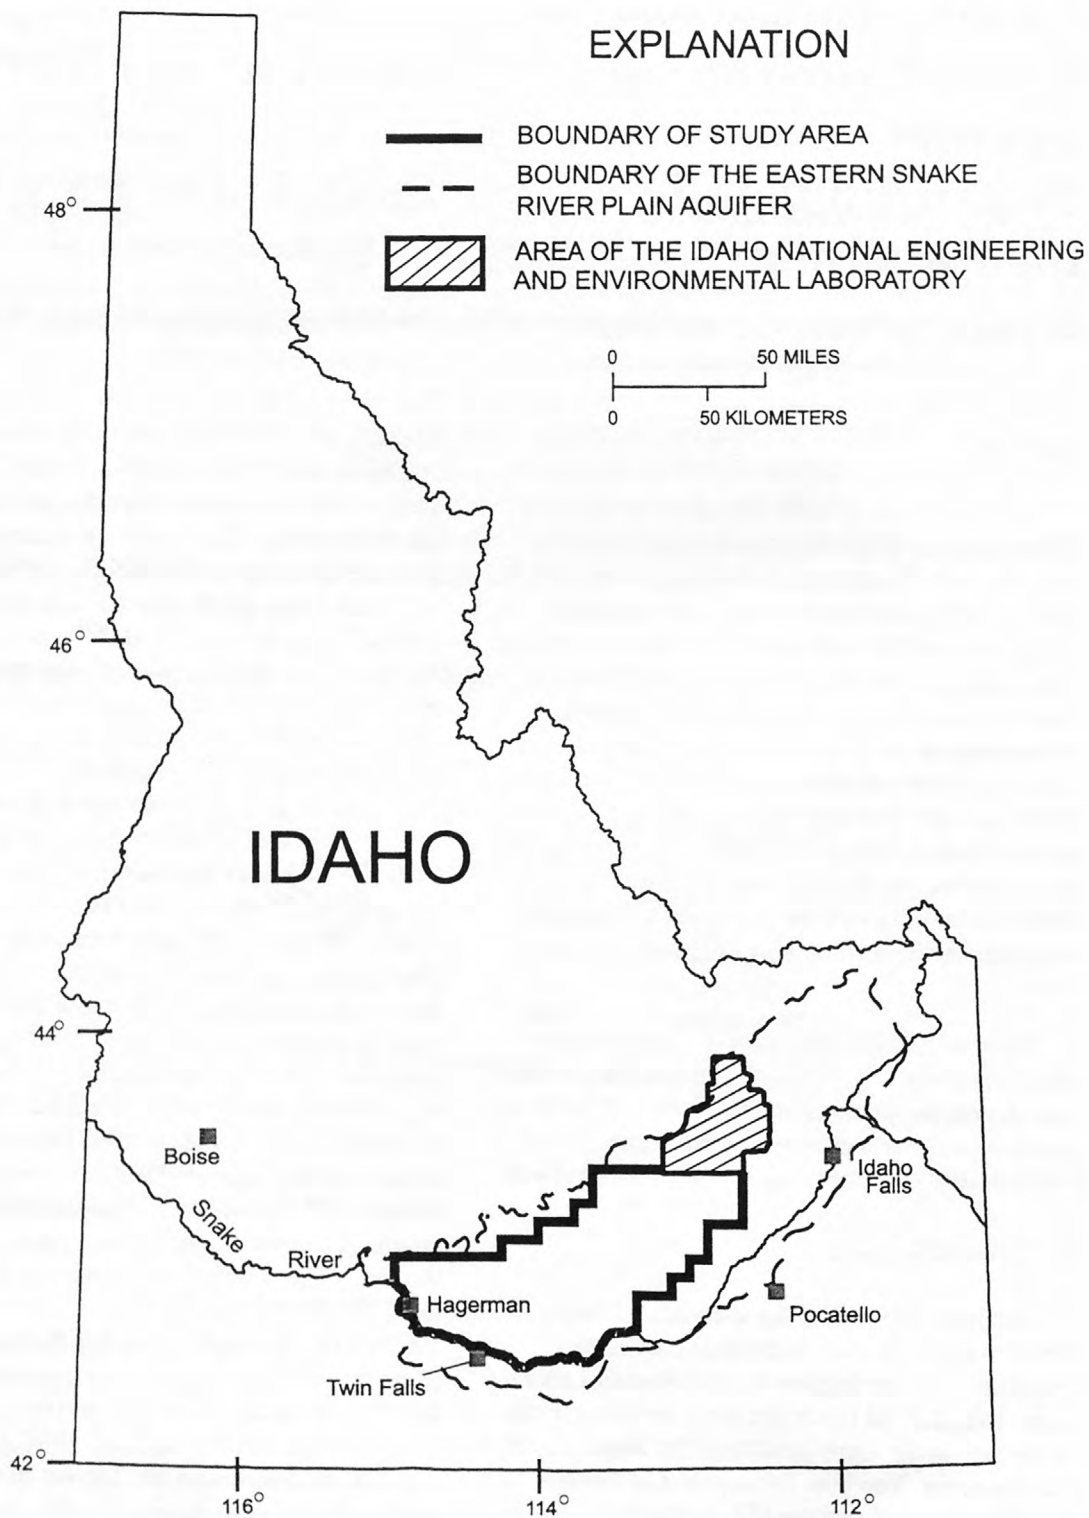 EXPLANATION
BOUNDARY OF STUDY AREA
BOUNDARY OF THE EASTERN SNAKE
RIVER PLAIN AQUIFER
AREA OF THE IDAHO NATIONAL ENGINEERING
AND ENVIRONMENTAL LABORATORY
0 50 MILES
0 50 KILOMETERS
48°
46°
IDAHO
44°
Boise
Idaho
Falls
Snake
River
Hagerman
Pocatello
Twin Falls
42°
116° 114° 112°